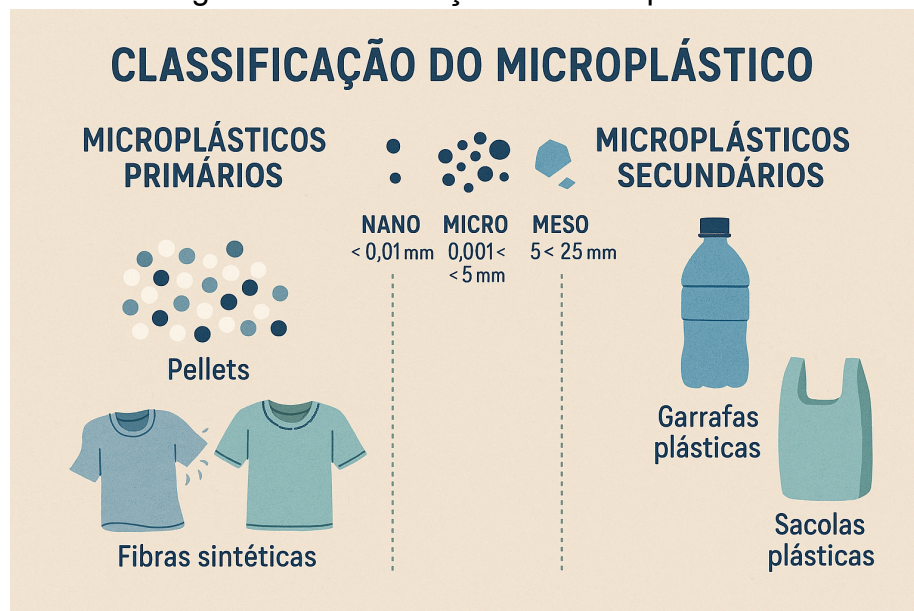 CLASSIFICAÇÃO DO MICROPLÁSTICO
MICROPLÁSTICOS
PRIMÁRIOS
NANO
< 0,01 mm
MICRO
0,001 <
< 5 mm
MESO
5 < 25 mm
MICROPLÁSTICOS
SECUNDÁRIOS
Pellets
Fibras sintéticas
Garrafas
plásticas
Sacolas
plásticas